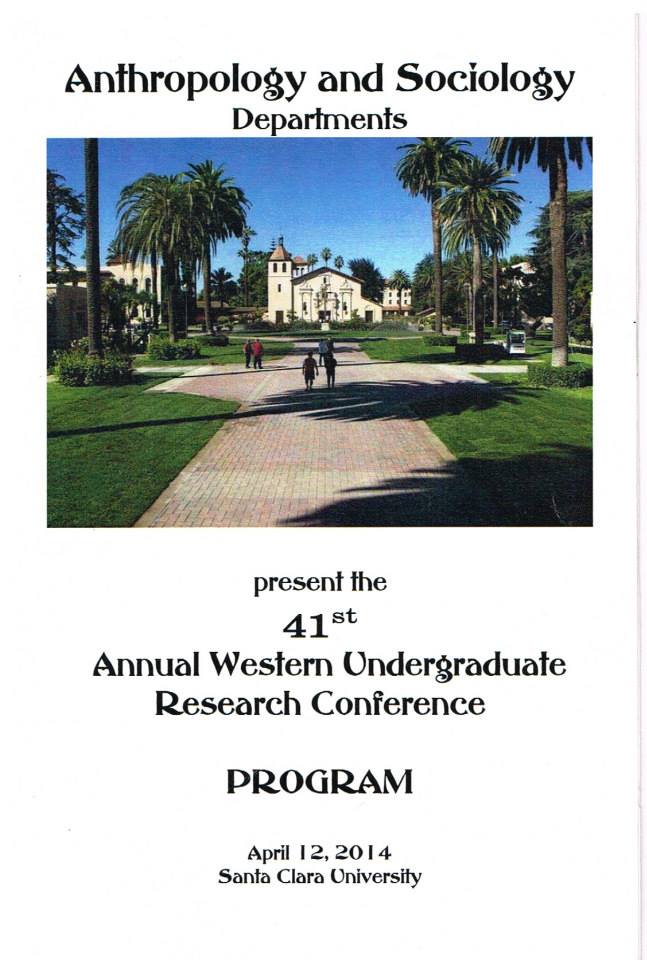 Anthropology and Sociology
Departments
present the
41st
Annual Western Undergraduate
Research Conference
PROGRAM
April 12, 2014
Santa Clara University